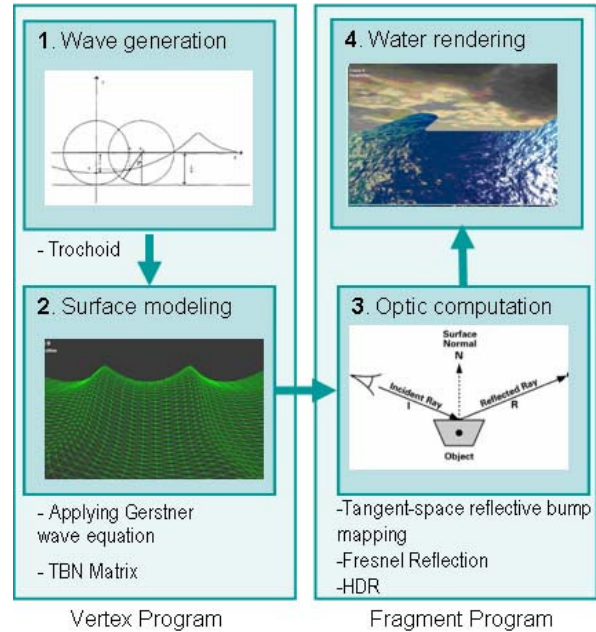 1. Wave generation
- Trochoid
2. Surface modeling
- Applying Gerstner
wave equation
- TBN Matrix
Vertex Program
4. Water rendering
3. Optic computation
Surface
Normal
N
Incident Ray
I
Reflected Ray
R
Object
-Tangent-space reflective bump
mapping
-Fresnel Reflection
-HDR
Fragment Program